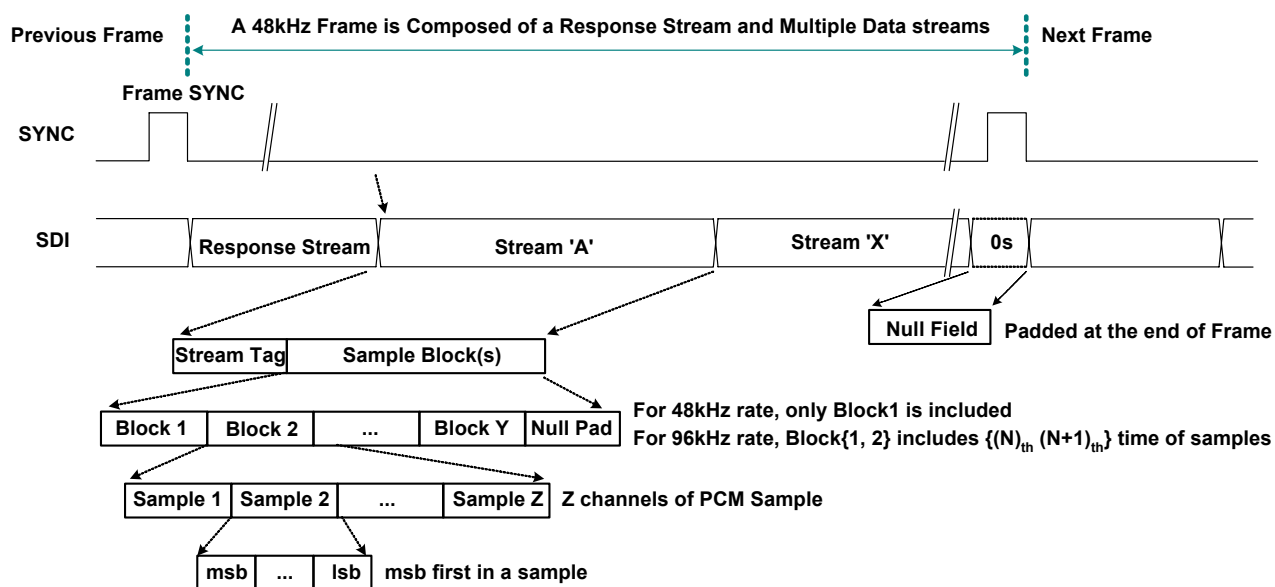 A 48kHz Frame is Composed of a Response Stream and Multiple Data streams
Previous Frame
Next Frame
Frame SYNC
SYNC
SDI
Response Stream
Stream 'A'
Stream 'X'
0s
Null Field
Padded at the end of Frame
Stream Tag
Sample Block(s)
Block 1
Block 2
...
Block Y
Null Pad
For 48kHz rate, only Block1 is included
For 96kHz rate, Block{1, 2} includes {(N)th (N+1)th} time of samples
Sample 1
Sample 2
...
Sample Z
Z channels of PCM Sample
msb
...
lsb
msb first in a sample